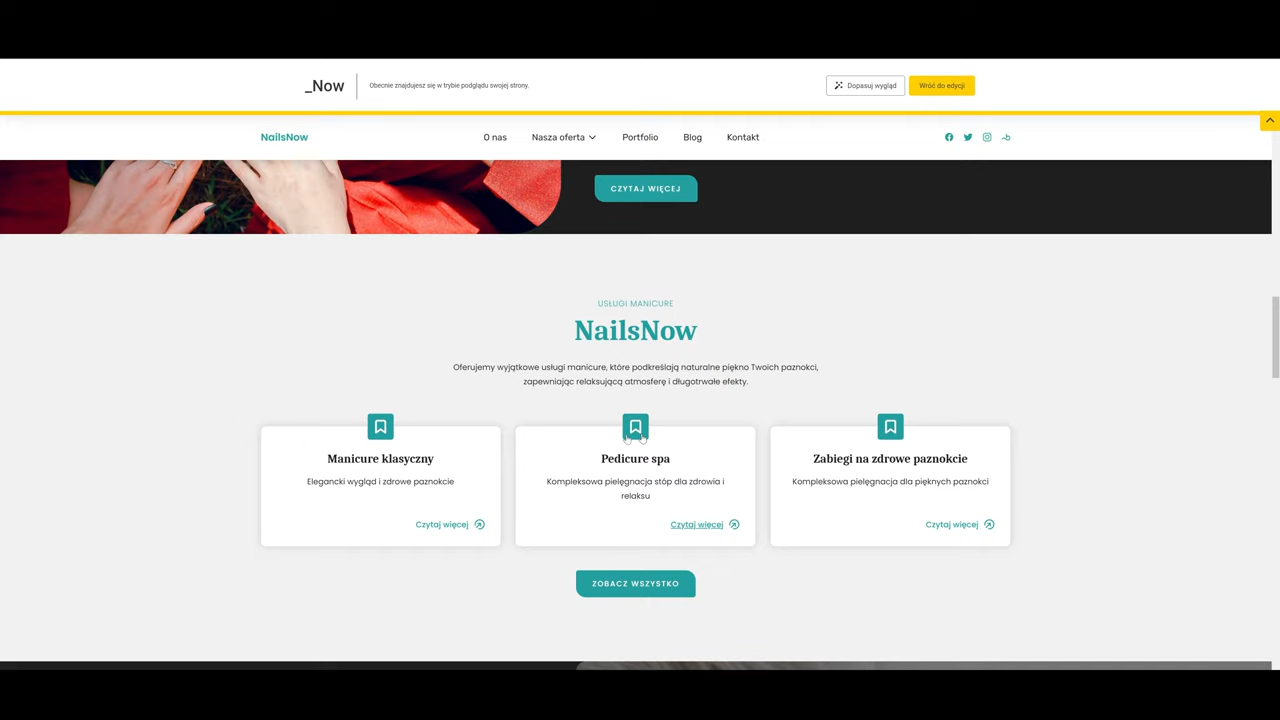 _Now
Obecnie znajdujesz się w trybie podglądu swojej strony.
Dopasuj wygląd
Wróć do edycji
NailsNow
O nas
Nasza oferta
Portfolio
Blog
Kontakt
CZYTAJ WIĘCEJ
USŁUGI MANICURE
NailsNow
Oferujemy wyjątkowe usługi manicure, które podkreślają naturalne piękno Twoich paznokci,
zapewniając relaksującą atmosferę i długotrwałe efekty.
Manicure klasyczny
Elegancki wygląd i zdrowe paznokcie
Czytaj więcej
Pedicure spa
Kompleksowa pielęgnacja stóp dla zdrowia i
relaksu
Czytaj więcej
Zabiegi na zdrowe paznokcie
Kompleksowa pielęgnacja dla pięknych paznokci
Czytaj więcej
ZOBACZ WSZYSTKO